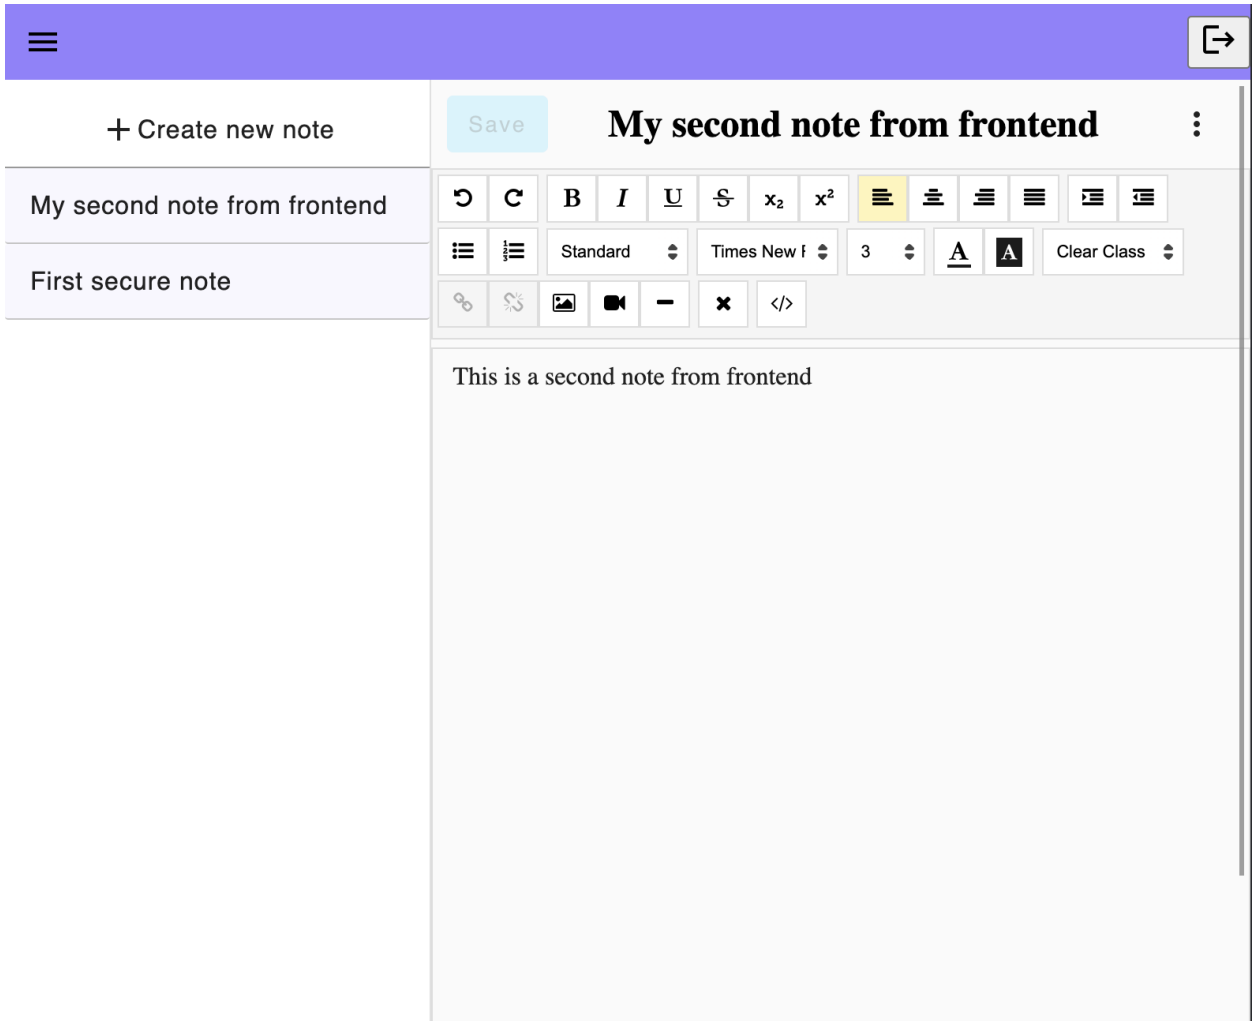 + Create new note
My second note from frontend
First secure note
Save
My second note from frontend
B I U S x₂ x²
Standard Times New 3 A A Clear Class
</>
This is a second note from frontend